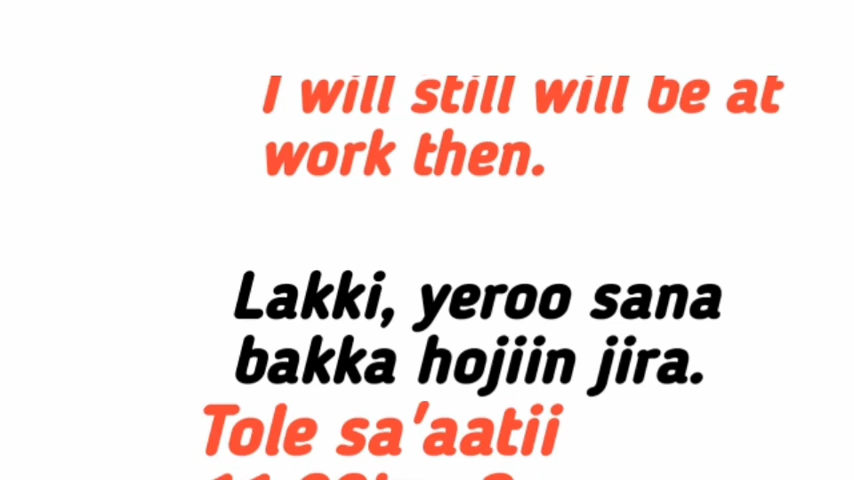 I will still will be at
work then.
Lakki, yeroo sana
bakka hojiin jira.
Tole sa'aatii